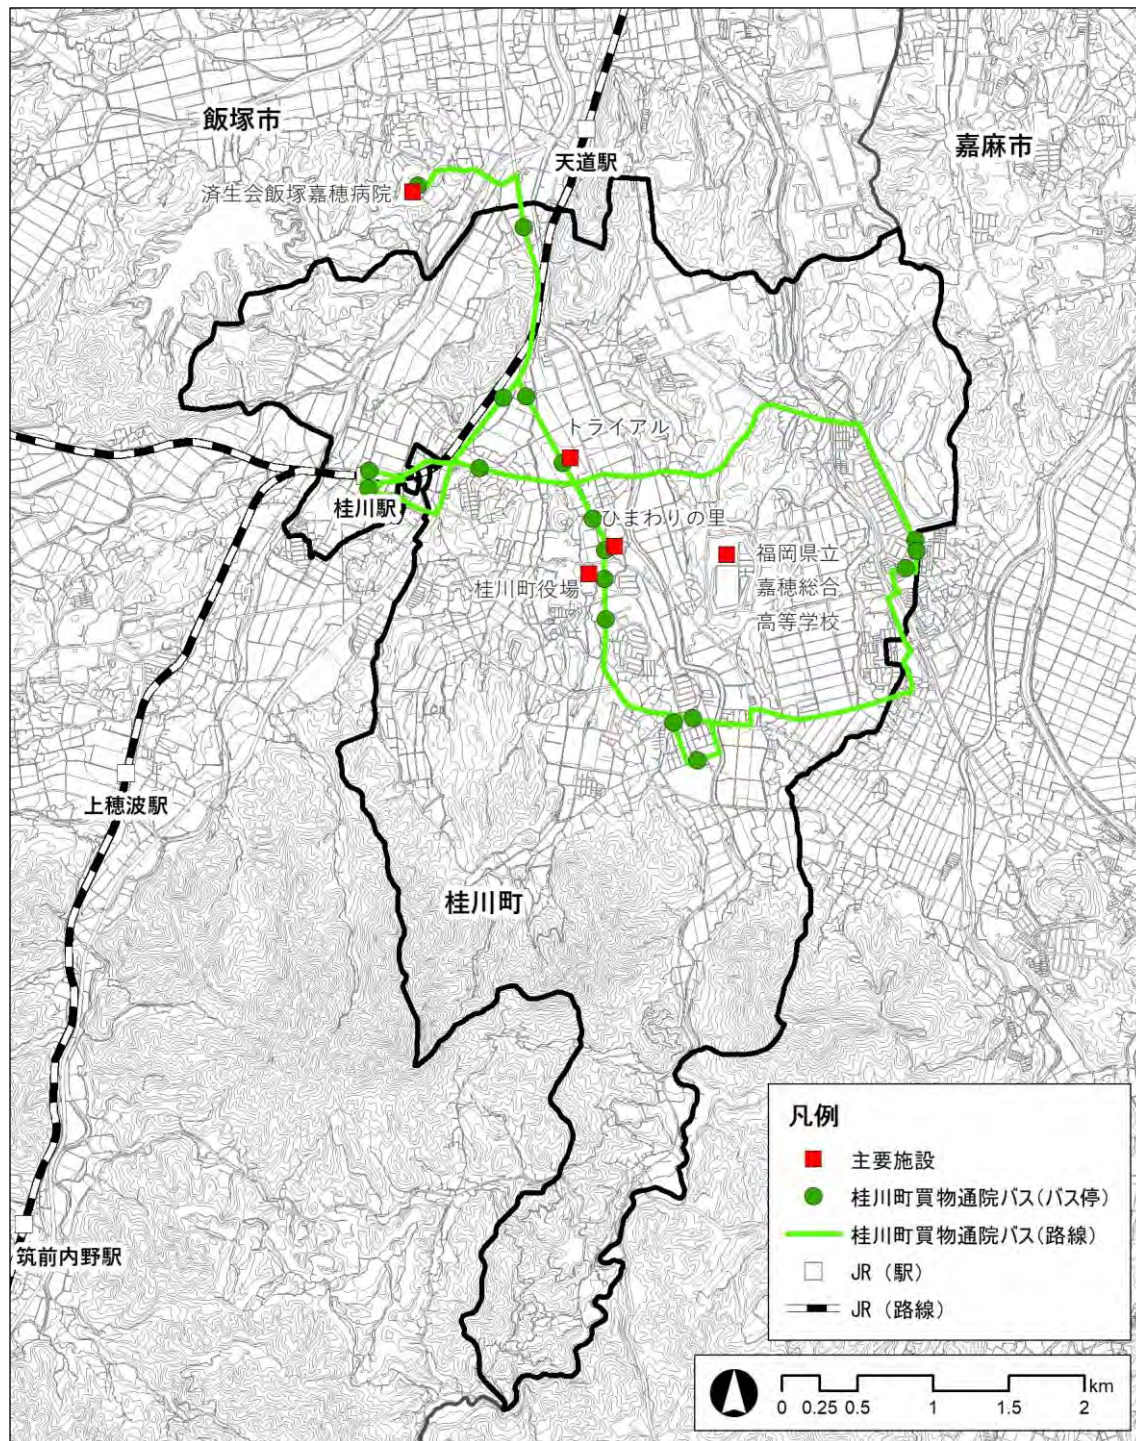 飯塚市
嘉麻市
天道駅
済生会飯塚嘉穂病院
トライアル
桂川駅
ひまわりの里
桂川町役場
福岡県立
嘉穂総合
高等学校
上穂波駅
桂川町
筑前内野駅
凡例
主要施設
桂川町買物通院バス(バス停)
桂川町買物通院バス(路線)
JR（駅）
JR（路線）
km
0 0.25 0.5 1 1.5 2